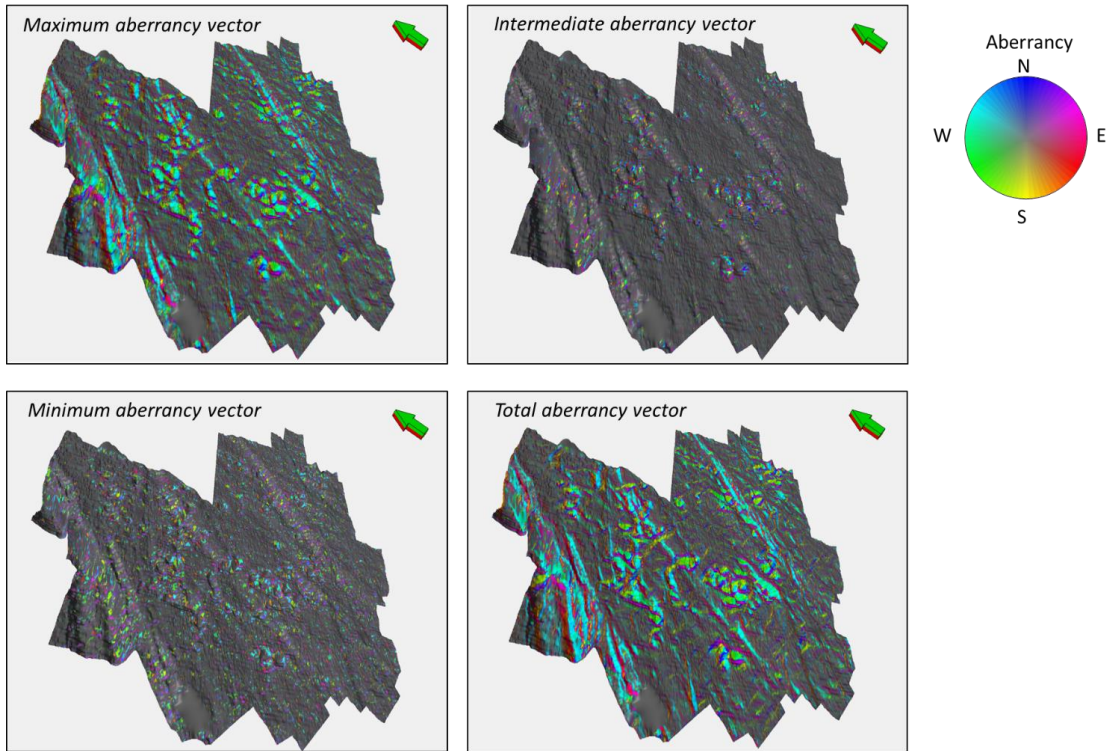 Maximum aberrancy vector
Intermediate aberrancy vector
Aberrancy
N
W
E
S
Minimum aberrancy vector
Total aberrancy vector